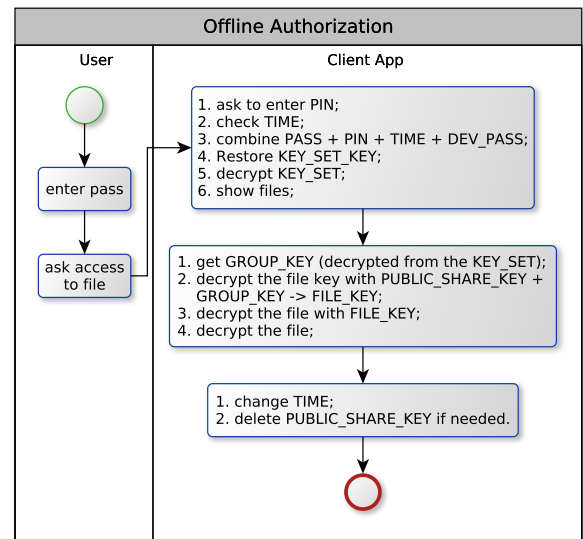 Offline Authorization
User
Client App
enter pass
ask access
to file
1. ask to enter PIN;
2. check TIME;
3. combine PASS + PIN + TIME + DEV_PASS;
4. Restore KEY_SET_KEY;
5. decrypt KEY_SET;
6. show files;
1. get GROUP_KEY (decrypted from the KEY_SET);
2. decrypt the file key with PUBLIC_SHARE_KEY +
GROUP_KEY -> FILE_KEY;
3. decrypt the file with FILE_KEY;
4. decrypt the file;
1. change TIME;
2. delete PUBLIC_SHARE_KEY if needed.